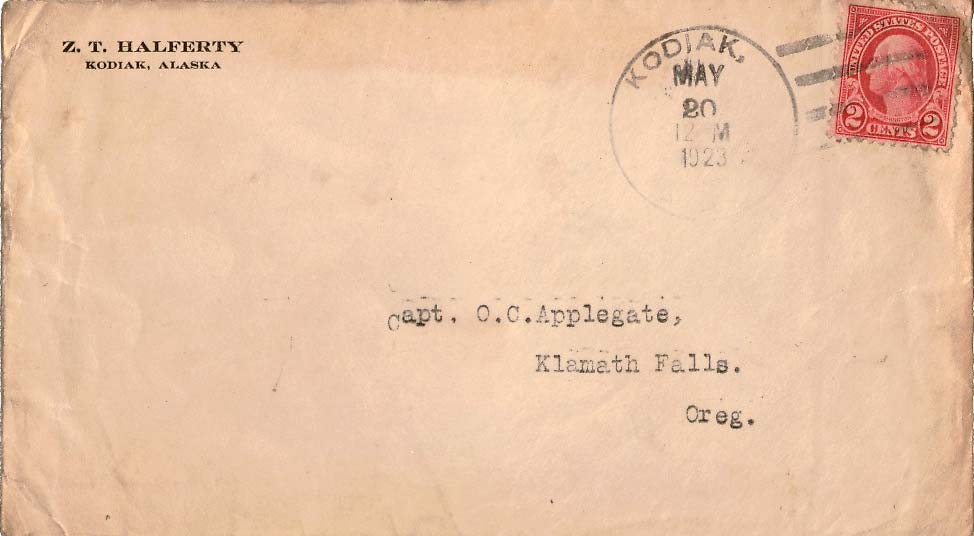 Z. T. HALFERTY
KODIAK, ALASKA
KODIAK,
MAY
20
12 M
1923
UNITED STATES POSTAGE
2 CENTS 2
Capt. O.C.Applegate,
Klamath Falls.
Oreg.